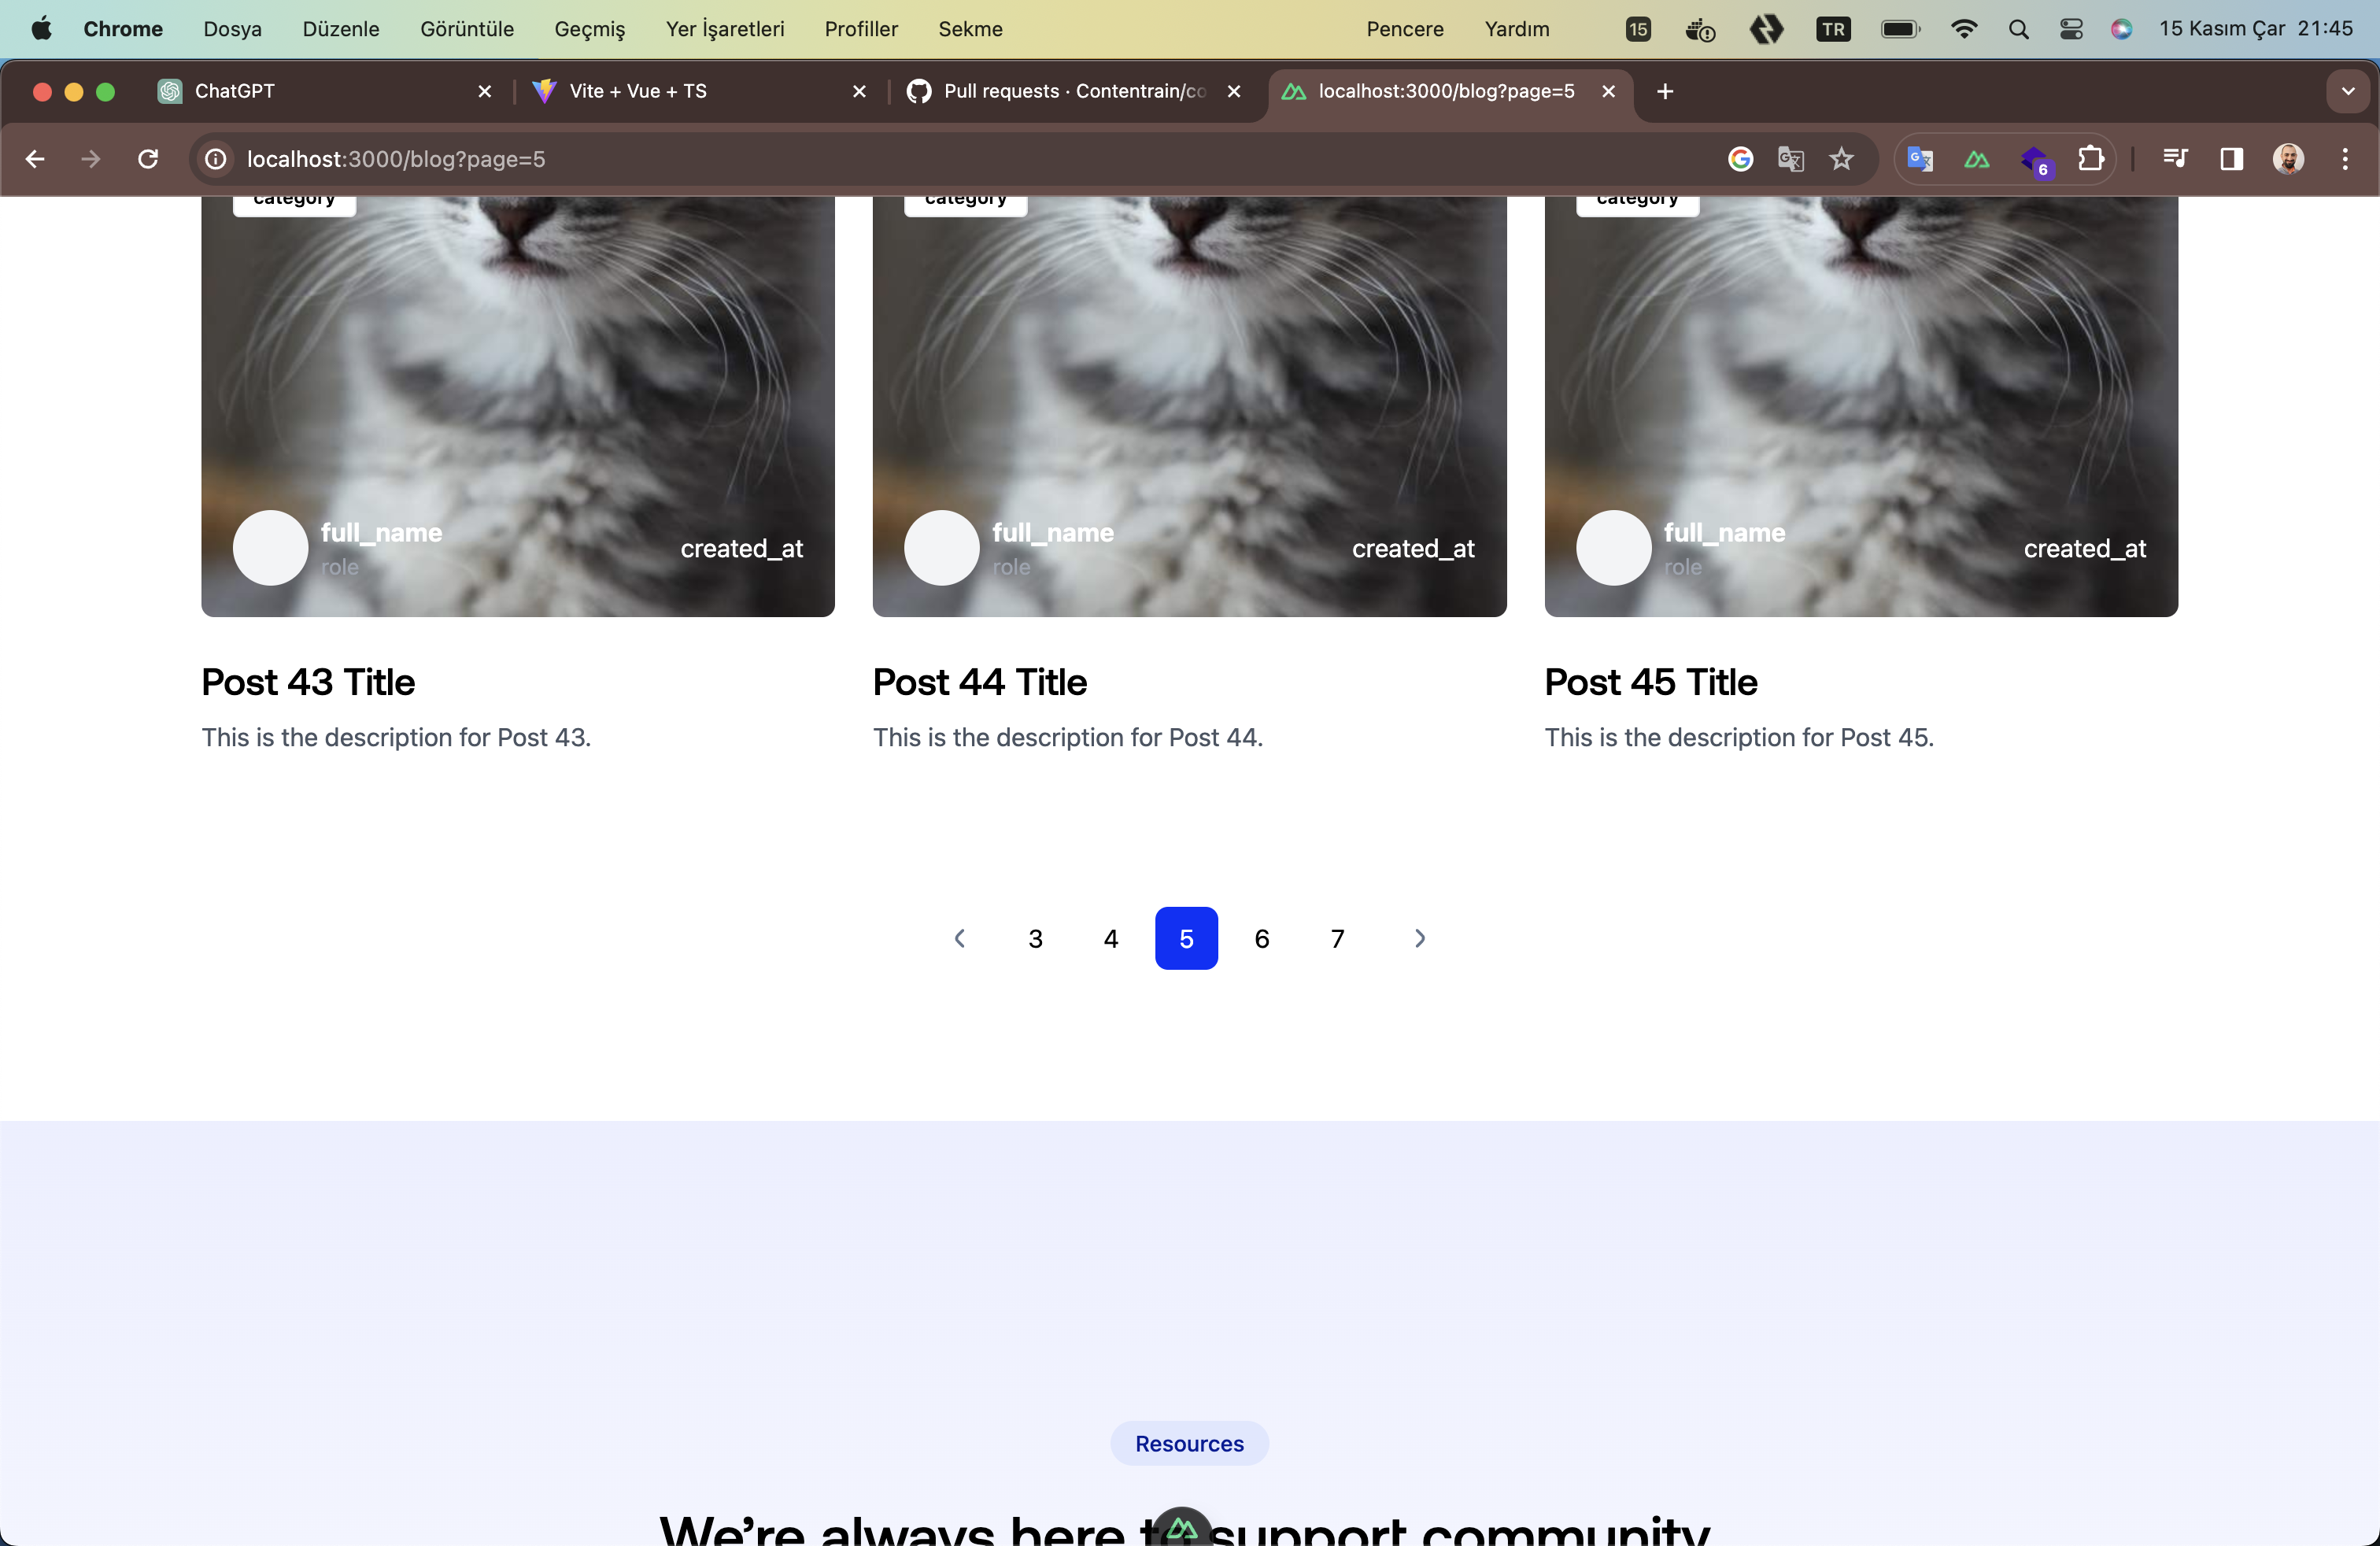 Chrome Dosya Düzenle Görüntüle Geçmiş Yer İşaretleri Profiller Sekme Pencere Yardım 15 TR 15 Kasım Çar 21:45
ChatGPT Vite + Vue + TS Pull requests · Contentrain/co localhost:3000/blog?page=5
localhost:3000/blog?page=5 6
category category category
full_name full_name full_name
created_at created_at created_at
role role role
Post 43 Title Post 44 Title Post 45 Title
This is the description for Post 43. This is the description for Post 44. This is the description for Post 45.
3 4 5 6 7
Resources
We’re always here to support community